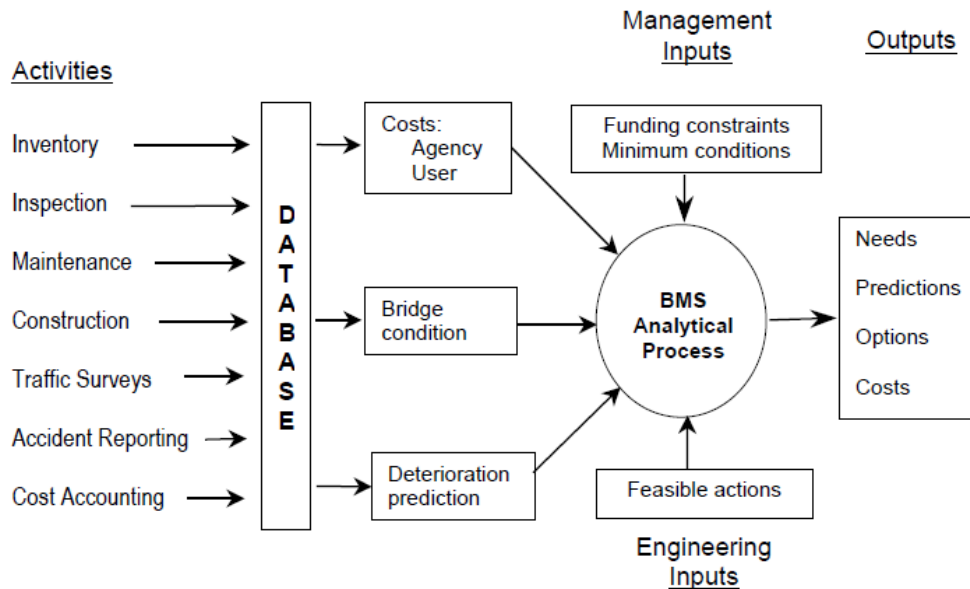 Activities
Inventory
Inspection
Maintenance
Construction
Traffic Surveys
Accident Reporting
Cost Accounting
DATABASE
Costs:
Agency
User
Bridge
condition
Deterioration
prediction
Management
Inputs
Funding constraints
Minimum conditions
BMS
Analytical
Process
Feasible actions
Engineering
Inputs
Outputs
Needs
Predictions
Options
Costs